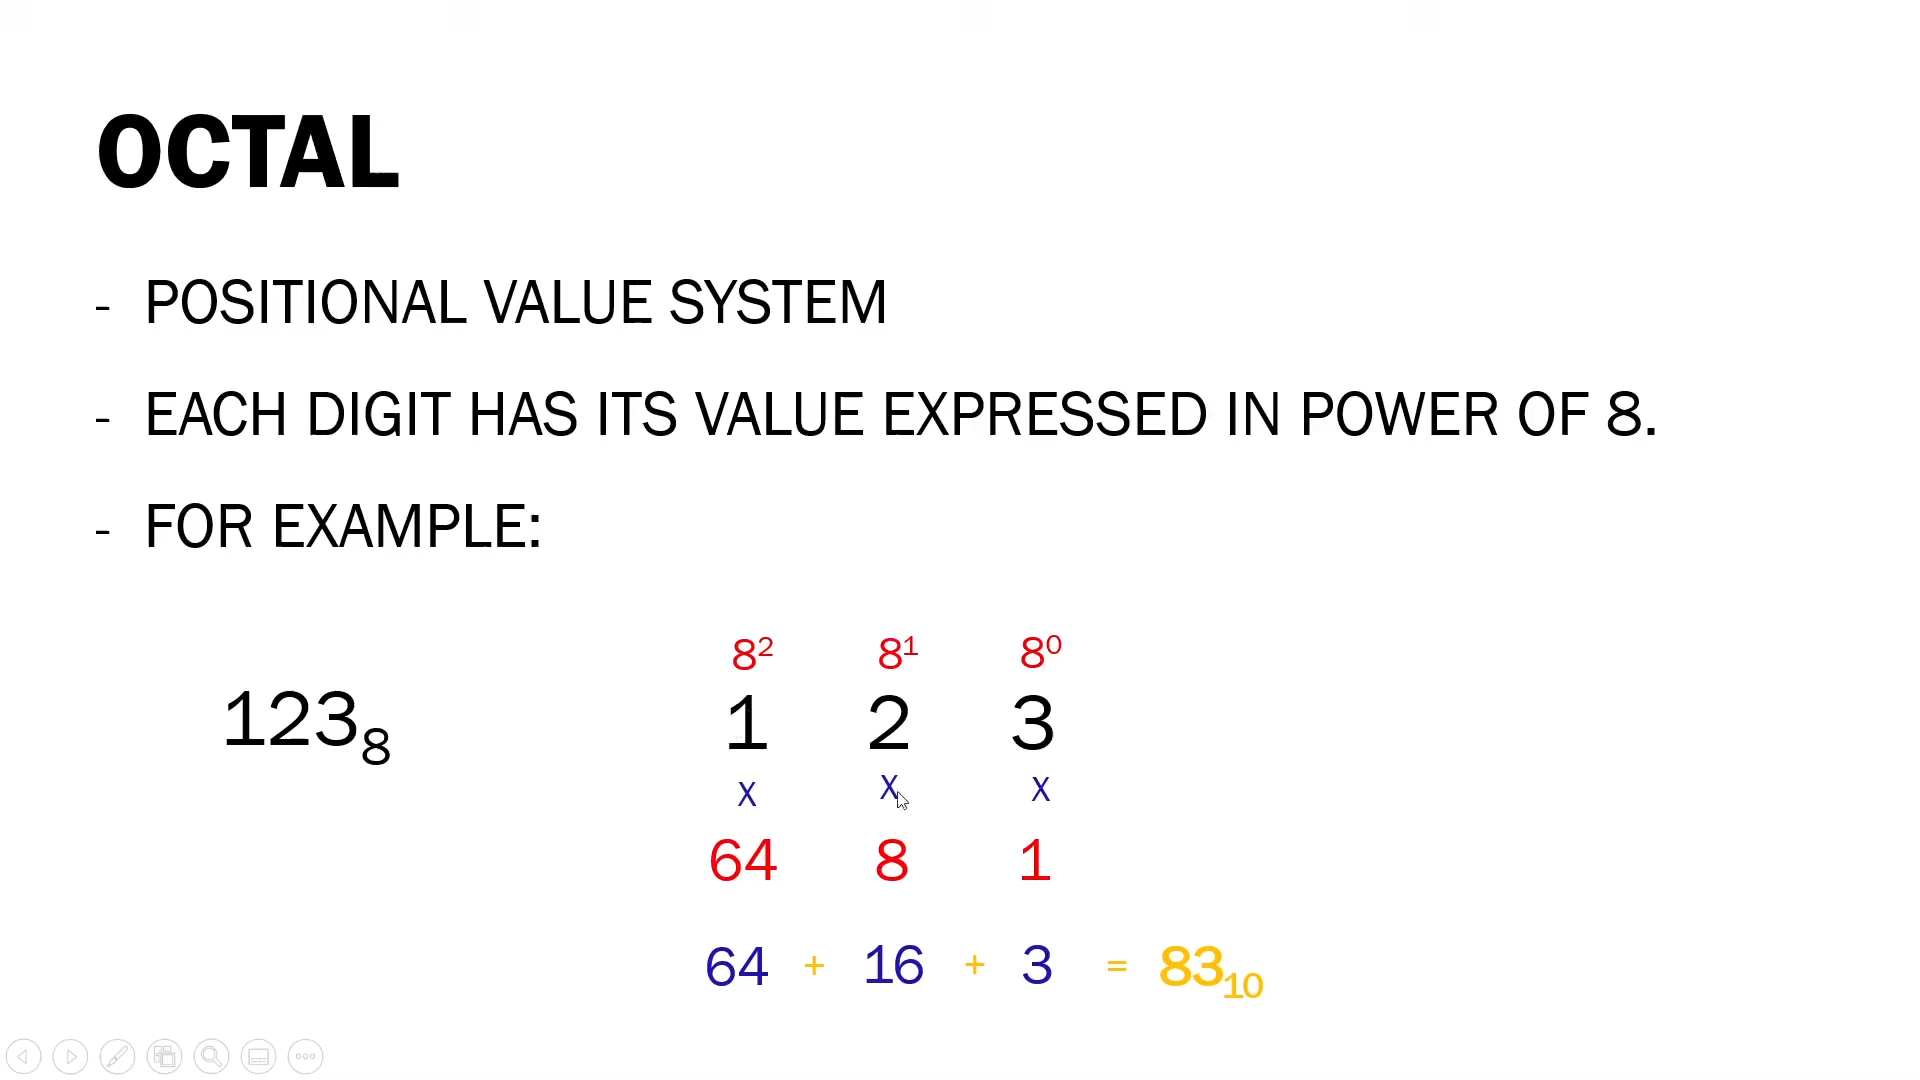 OCTAL
- POSITIONAL VALUE SYSTEM
- EACH DIGIT HAS ITS VALUE EXPRESSED IN POWER OF 8.
- FOR EXAMPLE:
8² 8¹ 8⁰
123₈ 1 2 3
X X X
64 8 1
64 + 16 + 3 = 83₁₀